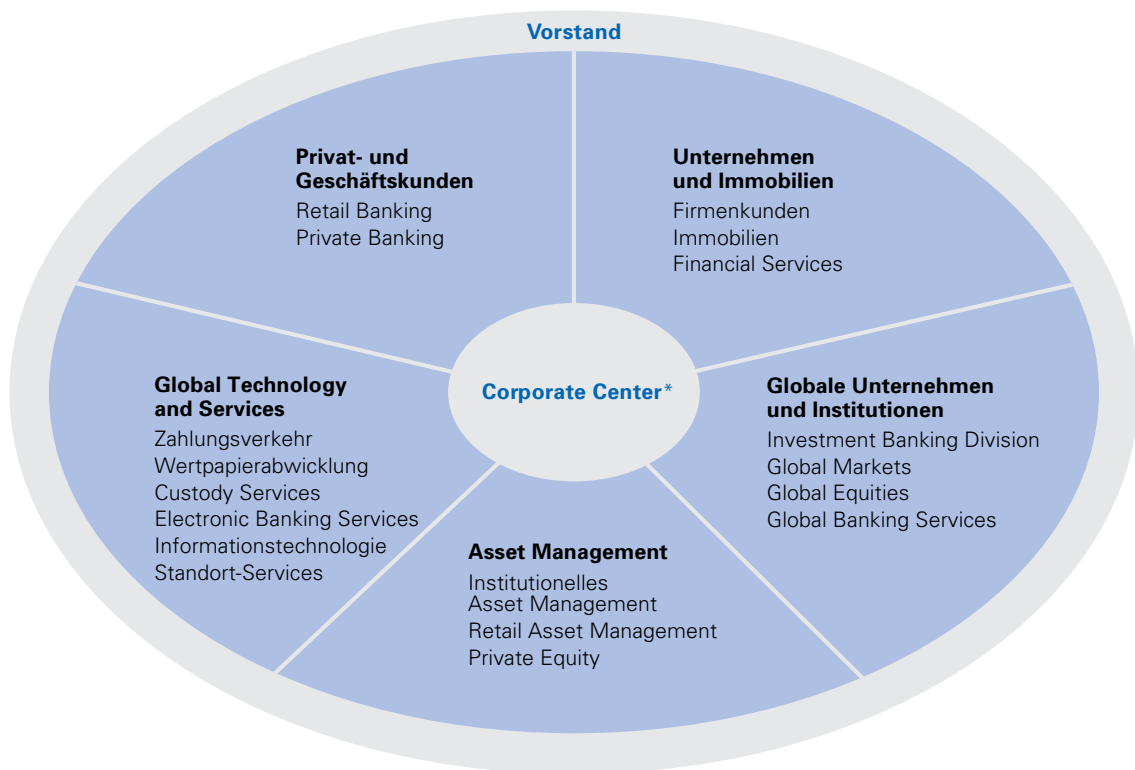 Vorstand
Privat- und
Geschäftskunden
Retail Banking
Private Banking
Unternehmen
und Immobilien
Firmenkunden
Immobilien
Financial Services
Global Technology
and Services
Zahlungsverkehr
Wertpapierabwicklung
Custody Services
Electronic Banking Services
Informationstechnologie
Standort-Services
Corporate Center*
Globale Unternehmen
und Institutionen
Investment Banking Division
Global Markets
Global Equities
Global Banking Services
Asset Management
Institutionelles
Asset Management
Retail Asset Management
Private Equity